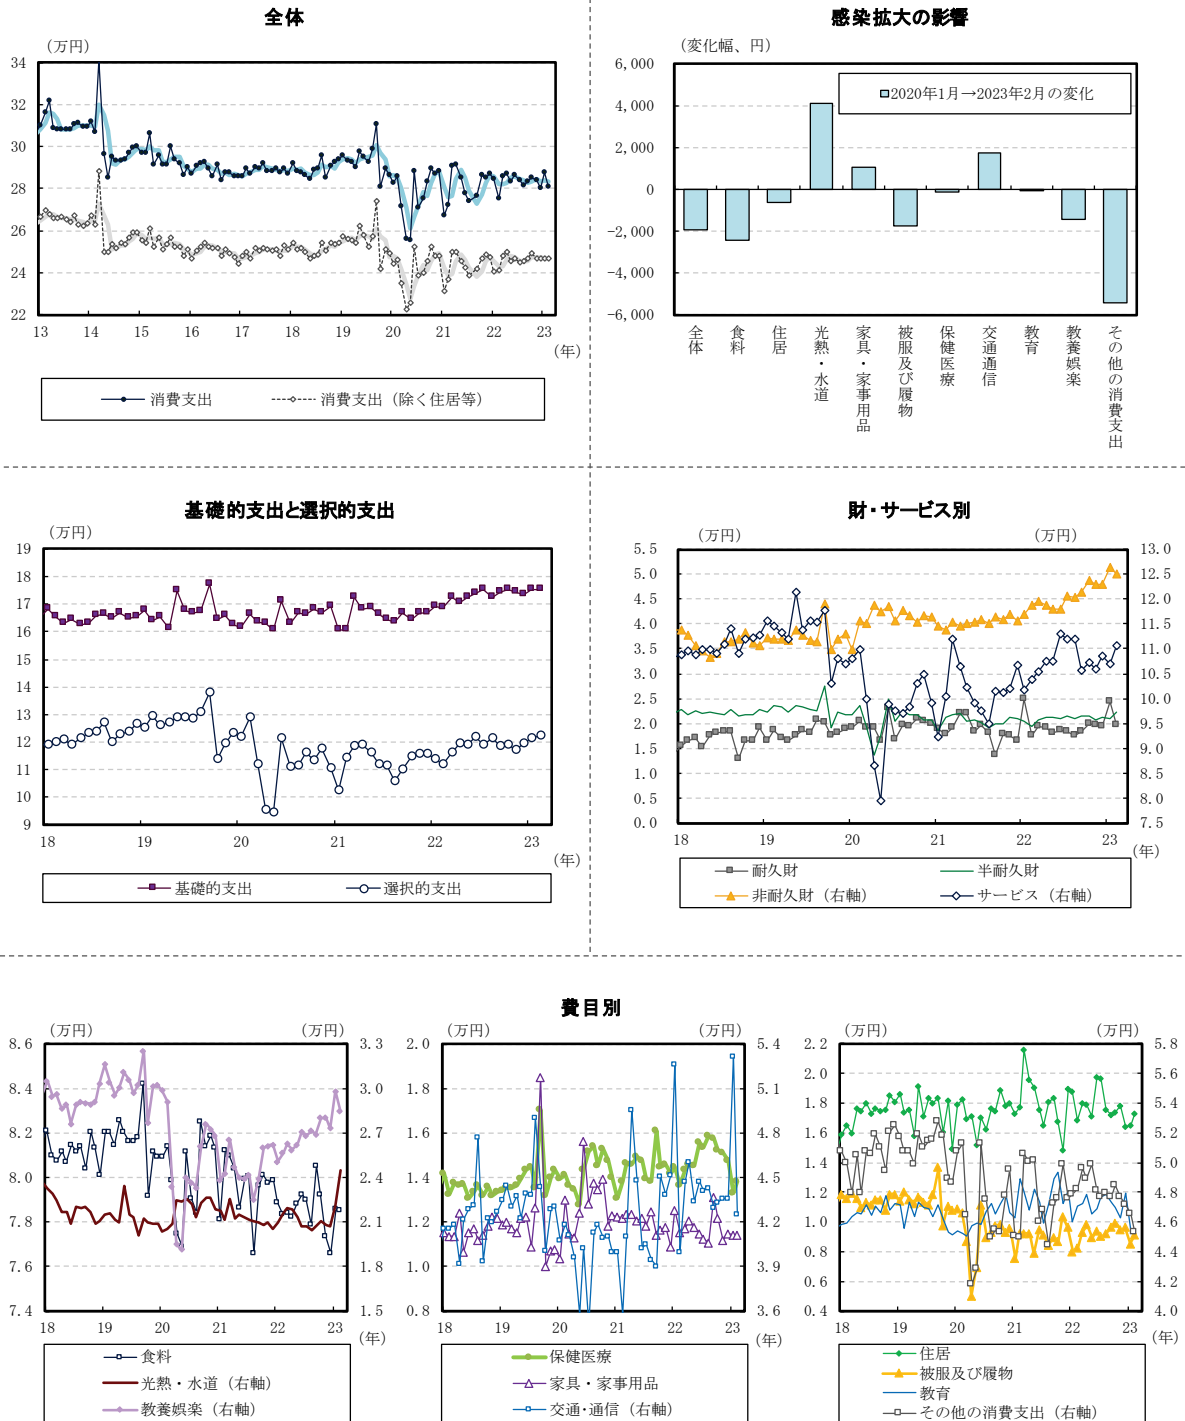 全体
（万円）
34
32
30
28
26
24
22
13 14 15 16 17 18 19 20 21 22 23
（年）
消費支出 消費支出（除く住居等）
感染拡大の影響
（変化幅、円）
6,000
4,000
2,000
0
-2,000
-4,000
-6,000
2020年1月→2023年2月の変化
全体
食料
住居
光熱・水道
家具・家事用品
被服及び履物
保健医療
交通通信
教育
教養娯楽
その他の消費支出
基礎的支出と選択的支出
（万円）
19
18
17
16
15
14
13
12
11
10
9
18 19 20 21 22 23
（年）
基礎的支出 選択的支出
財・サービス別
（万円） （万円）
5.5 13.0
5.0 12.5
4.5 12.0
4.0 11.5
3.5 11.0
3.0 10.5
2.5 10.0
2.0 9.5
1.5 9.0
1.0 8.5
0.5 8.0
0.0 7.5
18 19 20 21 22 23
（年）
耐久財 半耐久財
非耐久財（右軸） サービス（右軸）
費目別
（万円） （万円）
8.6 3.3
8.4 3.0
8.2 2.7
8.0 2.4
7.8 2.1
7.6 1.8
7.4 1.5
18 19 20 21 22 23
（年）
食料
光熱・水道（右軸）
教養娯楽（右軸）
（万円） （万円）
2.0 5.4
1.8 5.1
1.6 4.8
1.4 4.5
1.2 4.2
1.0 3.9
0.8 3.6
18 19 20 21 22 23
（年）
保健医療
家具・家事用品
交通・通信（右軸）
（万円） （万円）
2.2 5.8
2.0 5.6
1.8 5.4
1.6 5.2
1.4 5.0
1.2 4.8
1.0 4.6
0.8 4.4
0.6 4.2
0.4 4.0
18 19 20 21 22 23
（年）
住居
被服及び履物
教育
その他の消費支出（右軸）